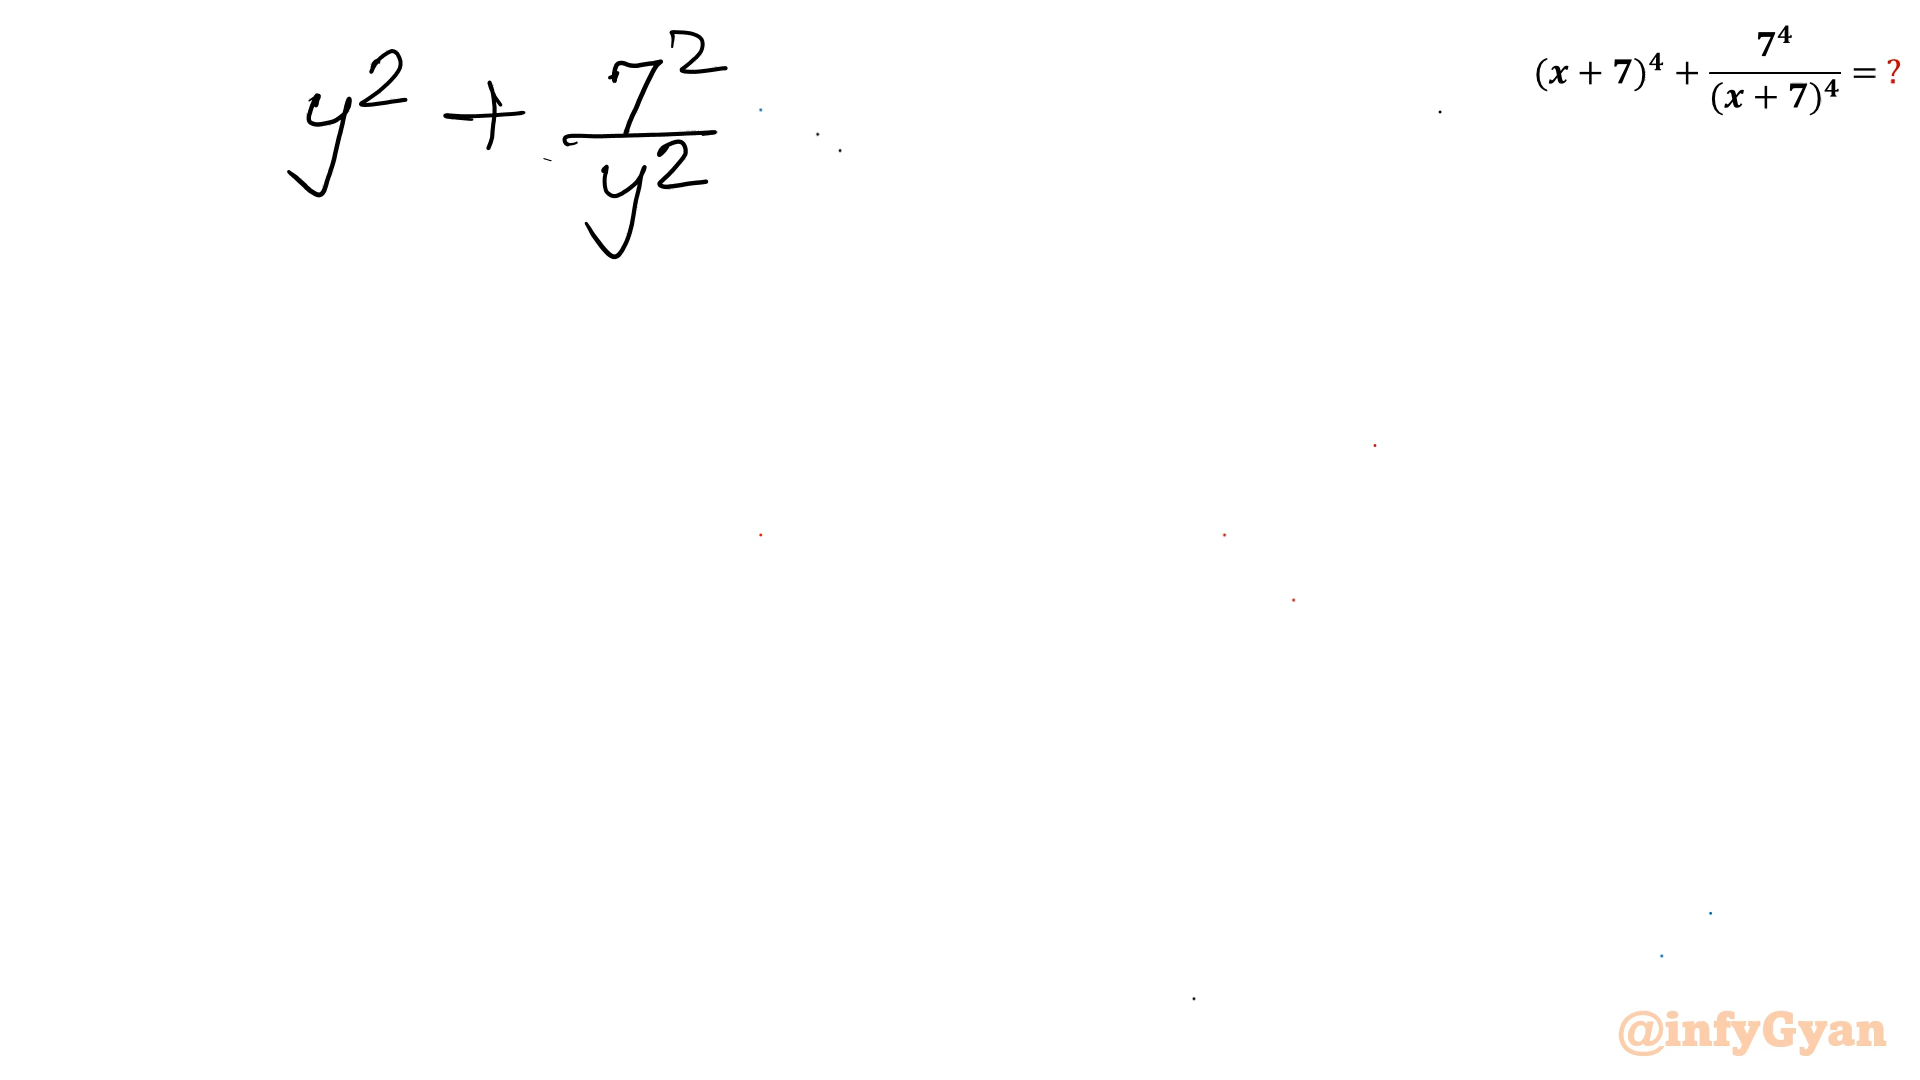 y² + 7²/y²
(x + 7)⁴ + 7⁴/(x + 7)⁴ = ?
@infyGyan